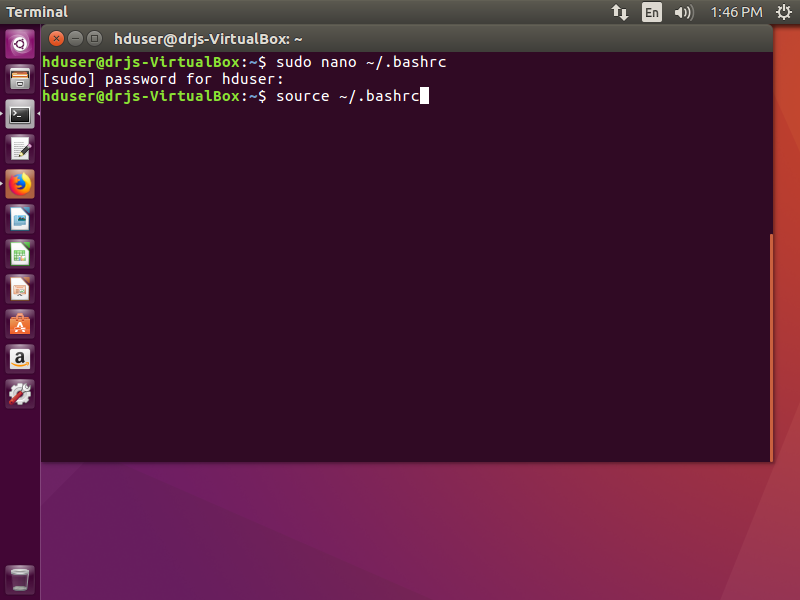 Terminal
En
1:46 PM
hduser@drjs-VirtualBox: ~
hduser@drjs-VirtualBox:~$ sudo nano ~/.bashrc
[sudo] password for hduser:
hduser@drjs-VirtualBox:~$ source ~/.bashrc
a